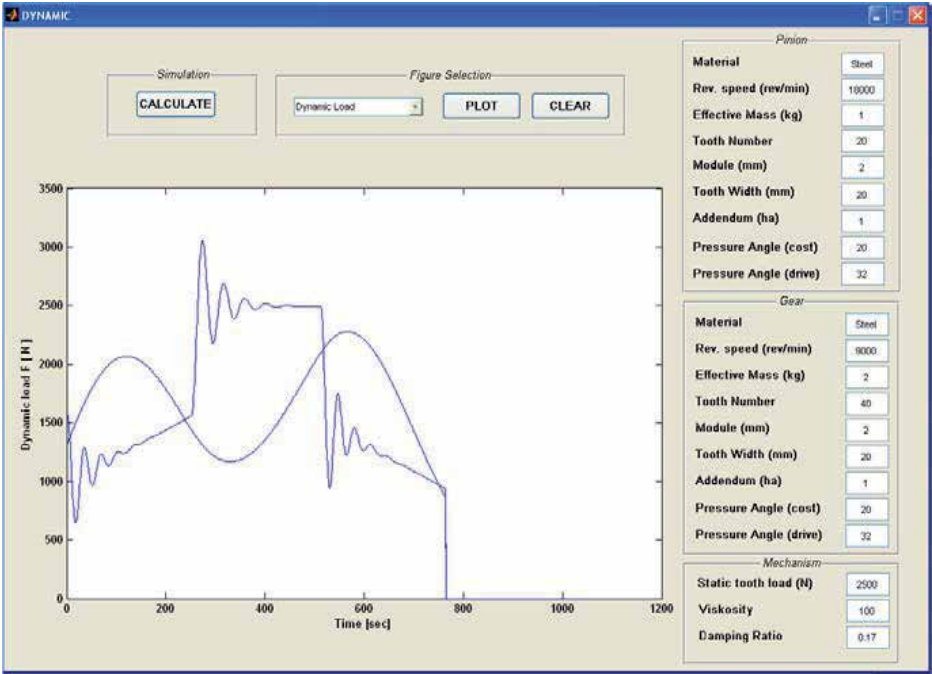 DYNAMIC
Simulation
CALCULATE
Figure Selection
Dynamic Load
PLOT
CLEAR
Pinion
Material Steel
Rev. speed (rev/min) 18000
Effective Mass (kg) 1
Tooth Number 20
Module (mm) 2
Tooth Width (mm) 20
Addendum (ha) 1
Pressure Angle (cost) 20
Pressure Angle (drive) 32
Gear
Material Steel
Rev. speed (rev/min) 9000
Effective Mass (kg) 2
Tooth Number 40
Module (mm) 2
Tooth Width (mm) 20
Addendum (ha) 1
Pressure Angle (cost) 20
Pressure Angle (drive) 32
Mechanism
Static tooth load (N) 2500
Viskosity 100
Damping Ratio 0.17
Dynamic load F [N]
3500
3000
2500
2000
1500
1000
500
0
0 200 400 600 800 1000 1200
Time [sec]